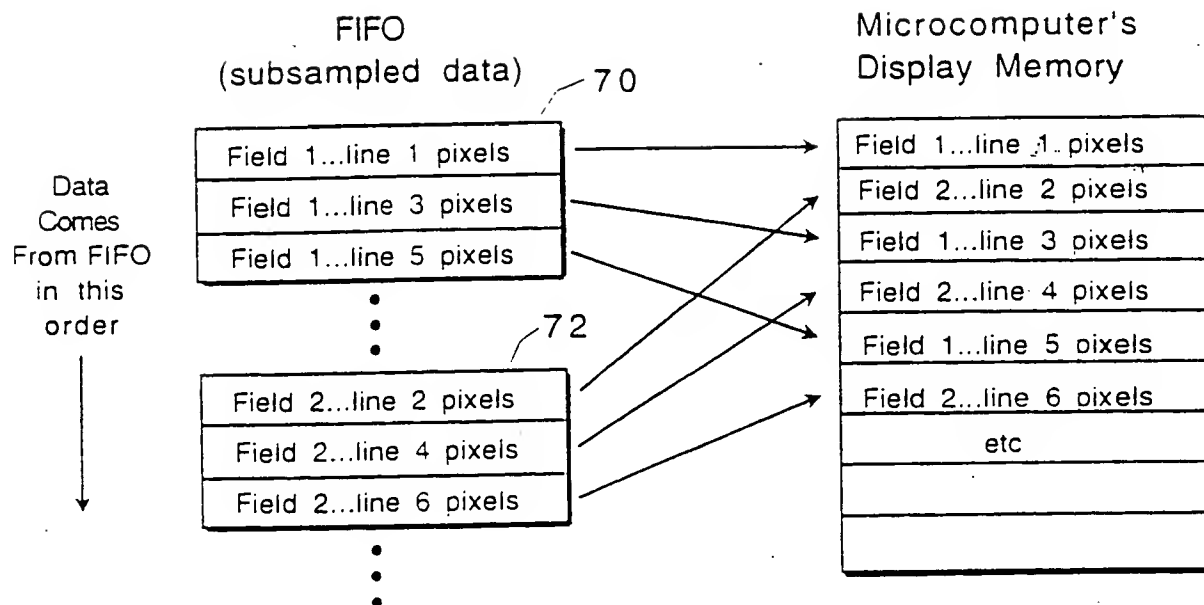 FIFO
(subsampled data)
70
Field 1...line 1 pixels
Field 1...line 3 pixels
Field 1...line 5 pixels
72
Field 2...line 2 pixels
Field 2...line 4 pixels
Field 2...line 6 pixels
Data
Comes
From FIFO
in this
order
Microcomputer's
Display Memory
Field 1...line 1 pixels
Field 2...line 2 pixels
Field 1...line 3 pixels
Field 2...line 4 pixels
Field 1...line 5 pixels
Field 2...line 6 pixels
etc